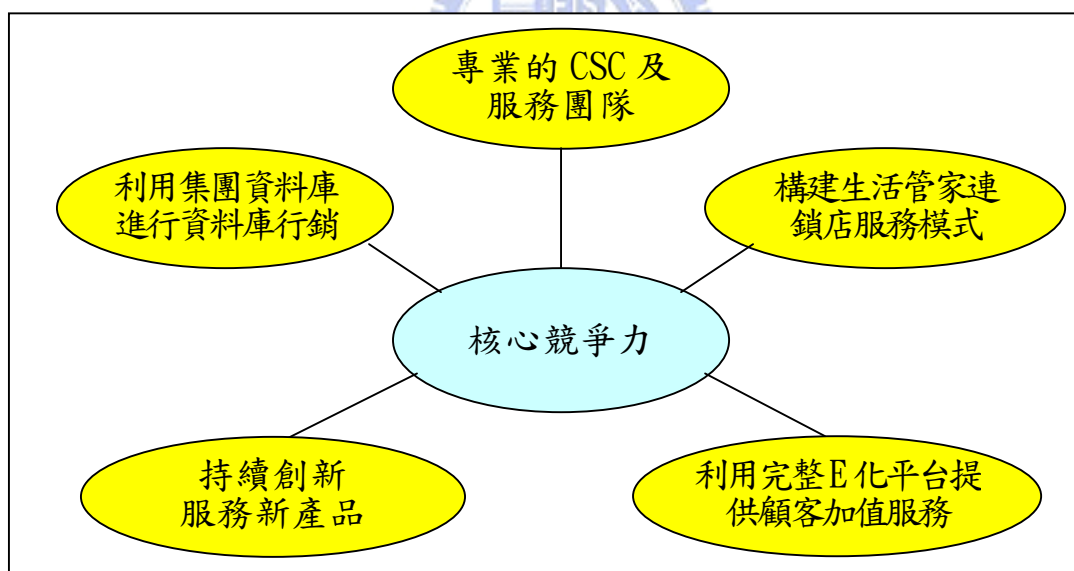 專業的 CSC 及
服務團隊
利用集團資料庫
進行資料庫行銷
構建生活管家連
鎖店服務模式
核心競爭力
持續創新
服務新產品
利用完整E化平台提
供顧客加值服務